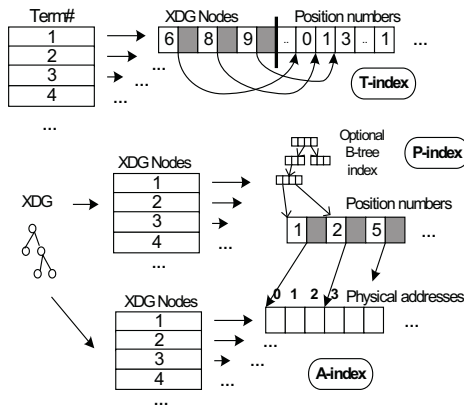 Term#
XDG Nodes
Position numbers
1
2
3
4
...
...
...
...
6 8 9 .. 0 1 3 .. 1 ...
T-index
Optional
B-tree
index
P-index
XDG Nodes
XDG
1
2
3
4
...
...
...
Position numbers
1 2 5 ...
XDG Nodes
0 1 2 3 Physical addresses
1
2
3
4
...
...
...
...
...
A-index